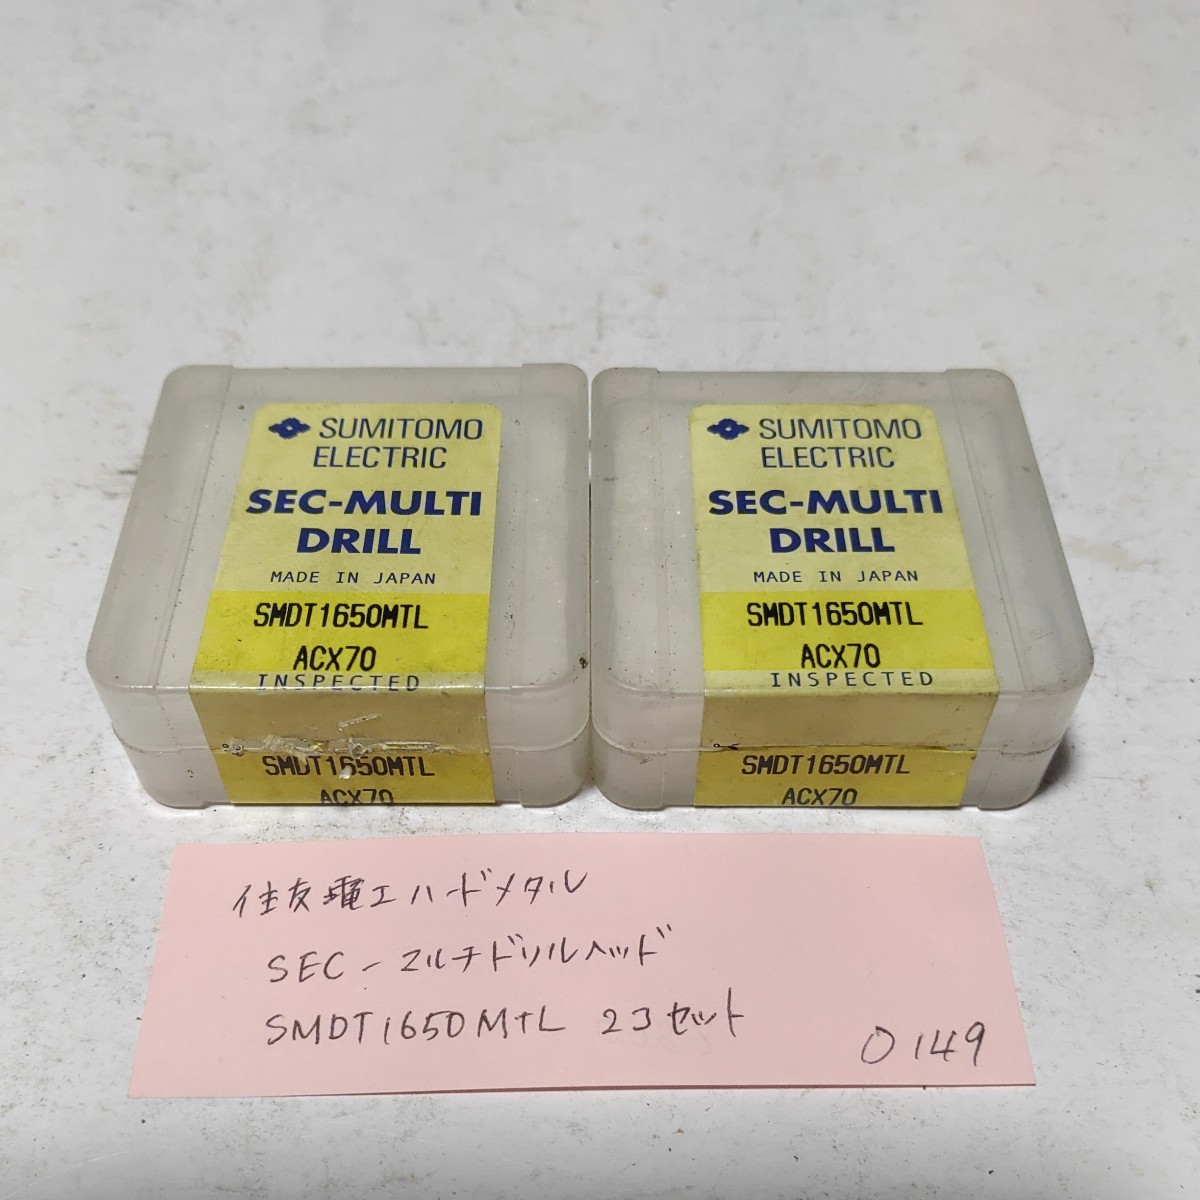 SUMITOMO
ELECTRIC
SEC-MULTI
DRILL
MADE IN JAPAN
SMDT1650MTL
ACX70
INSPECTED
SMDT1650MTL
ACX70
SUMITOMO
ELECTRIC
SEC-MULTI
DRILL
MADE IN JAPAN
SMDT1650MTL
ACX70
INSPECTED
SMDT1650MTL
ACX70
住友電工ハードメタル
SEC-マルチドリルヘッド
SMDT1650MTL 2コセット
O149